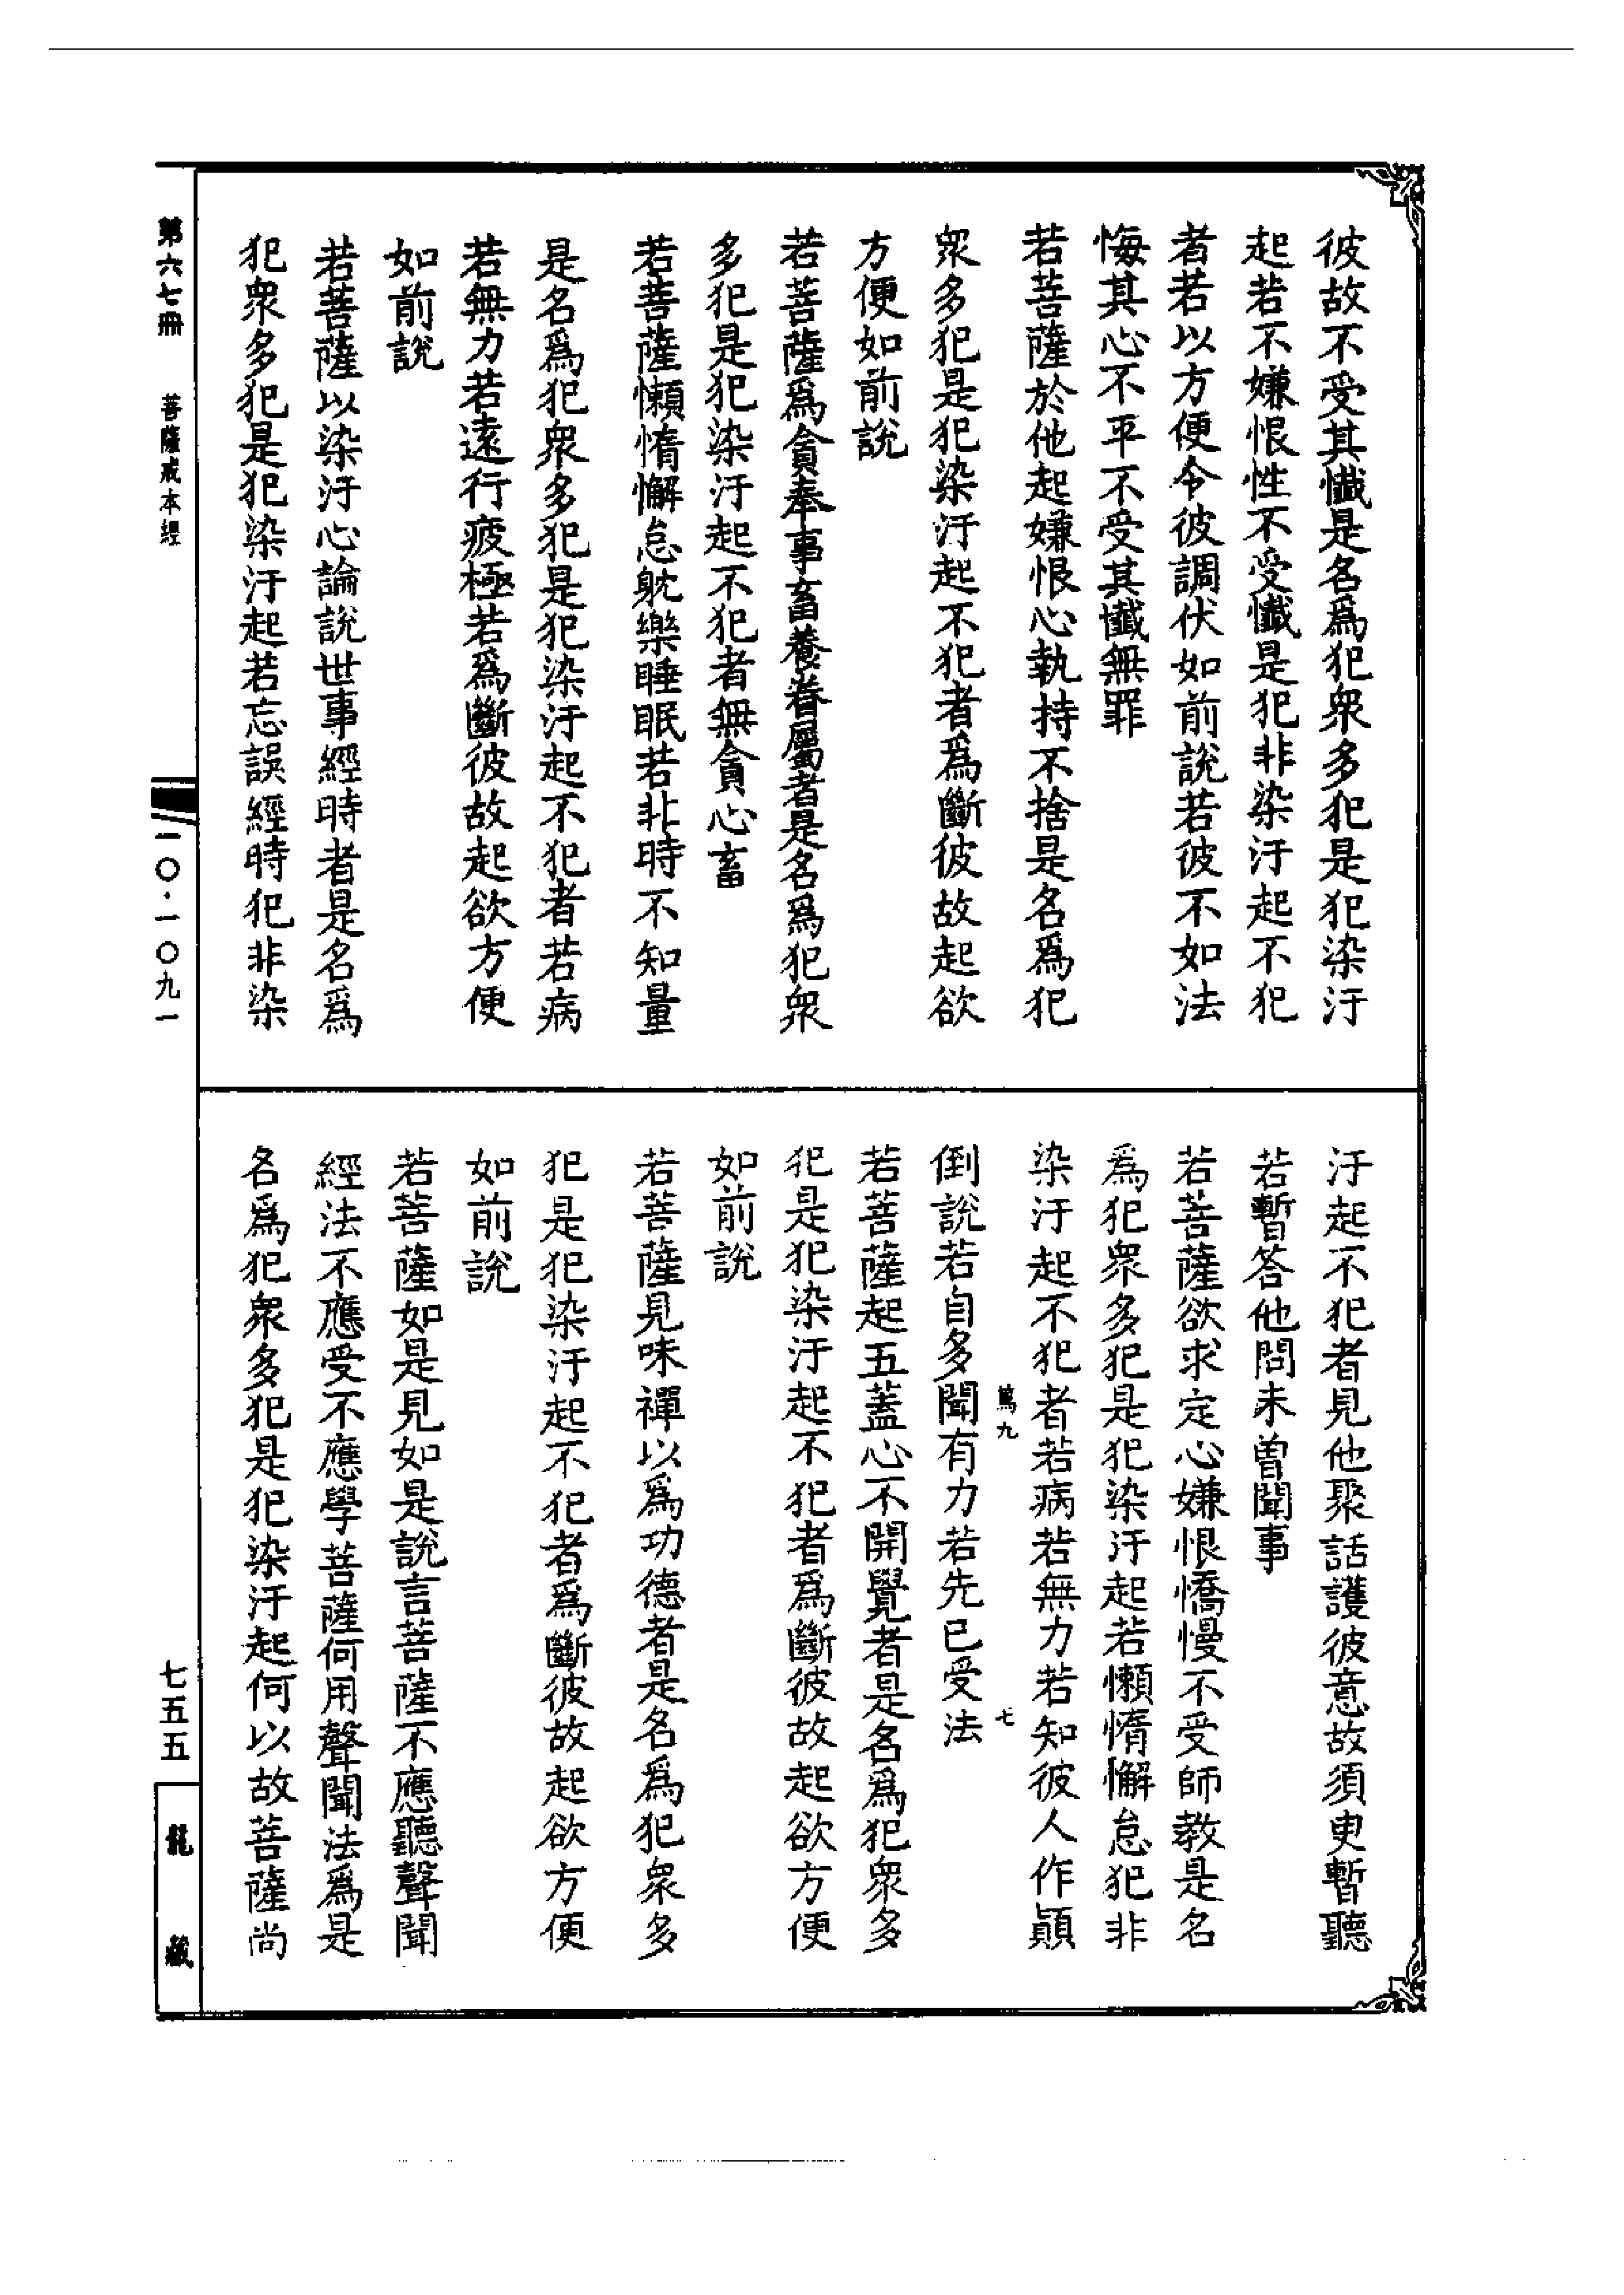 彼故不受其懺是名爲犯衆多犯是犯染汙
起若不嫌恨性不受懺是犯非染汙起不犯
者若以方便令彼調伏如前說若彼不如法
悔其心不平不受其懺無罪
若菩薩於他起嫌恨心執持不捨是名爲犯
衆多犯是犯染汙起不犯者爲斷彼故起欲
方便如前說
若菩薩爲貪奉事畜養眷屬者是名爲犯衆
多犯是犯染汙起不犯者無貪心畜
若菩薩懶惰懈怠躭樂睡眠若非時不知量
是名爲犯衆多犯是犯染汙起不犯者若病
若無力若遠行疲極若爲斷彼故起欲方便
如前說
若菩薩以染汙心論說世事經時者是名爲
犯衆多犯是犯染汙起若忘誤經時犯非染
汙起不犯者見他聚話護彼意故須臾暫聽
若暫答他問未曾聞事
若菩薩欲求定心嫌恨憍慢不受師教是名
爲犯衆多犯是犯染汙起若懶惰懈怠犯非
染汙起不犯者若病若無力若知彼人作顚
篤九
七
倒說若自多聞有力若先已受法
若菩薩起五蓋心不開覺者是名爲犯衆多
犯是犯染汙起不犯者爲斷彼故起欲方便
如前說
若菩薩見味禪以爲功德者是名爲犯衆多
犯是犯染汙起不犯者爲斷彼故起欲方便
如前說
若菩薩如是見如是說言菩薩不應聽聲聞
經法不應受不應學菩薩何用聲聞法爲是
名爲犯衆多犯是犯染汙起何以故菩薩尚
第六七冊
菩薩戒本經
一〇·一〇九一
七五五
龍藏